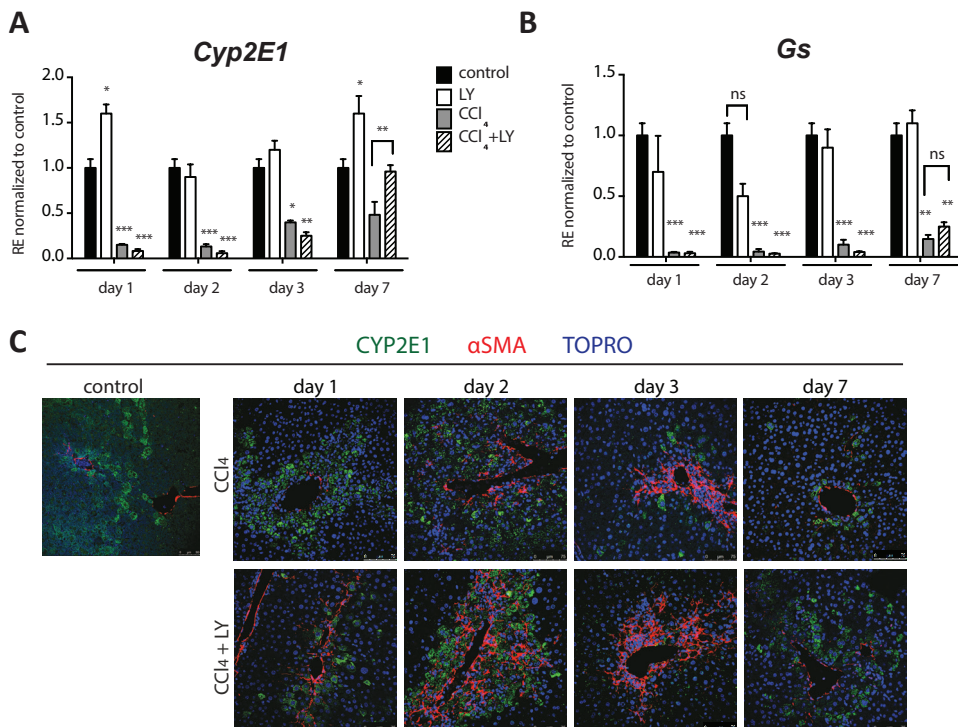 A
Cyp2E1
RE normalized to control
2.0
1.5
1.0
0.5
0.0
*
***
***
***
***
*
**
*
**
day 1
day 2
day 3
day 7
control
LY
CCl4
CCl4+LY
B
Gs
RE normalized to control
1.5
1.0
0.5
0.0
ns
ns
***
***
***
***
***
***
**
**
day 1
day 2
day 3
day 7
C
CYP2E1 αSMA TOPRO
control
day 1
day 2
day 3
day 7
CCl4
CCl4 + LY